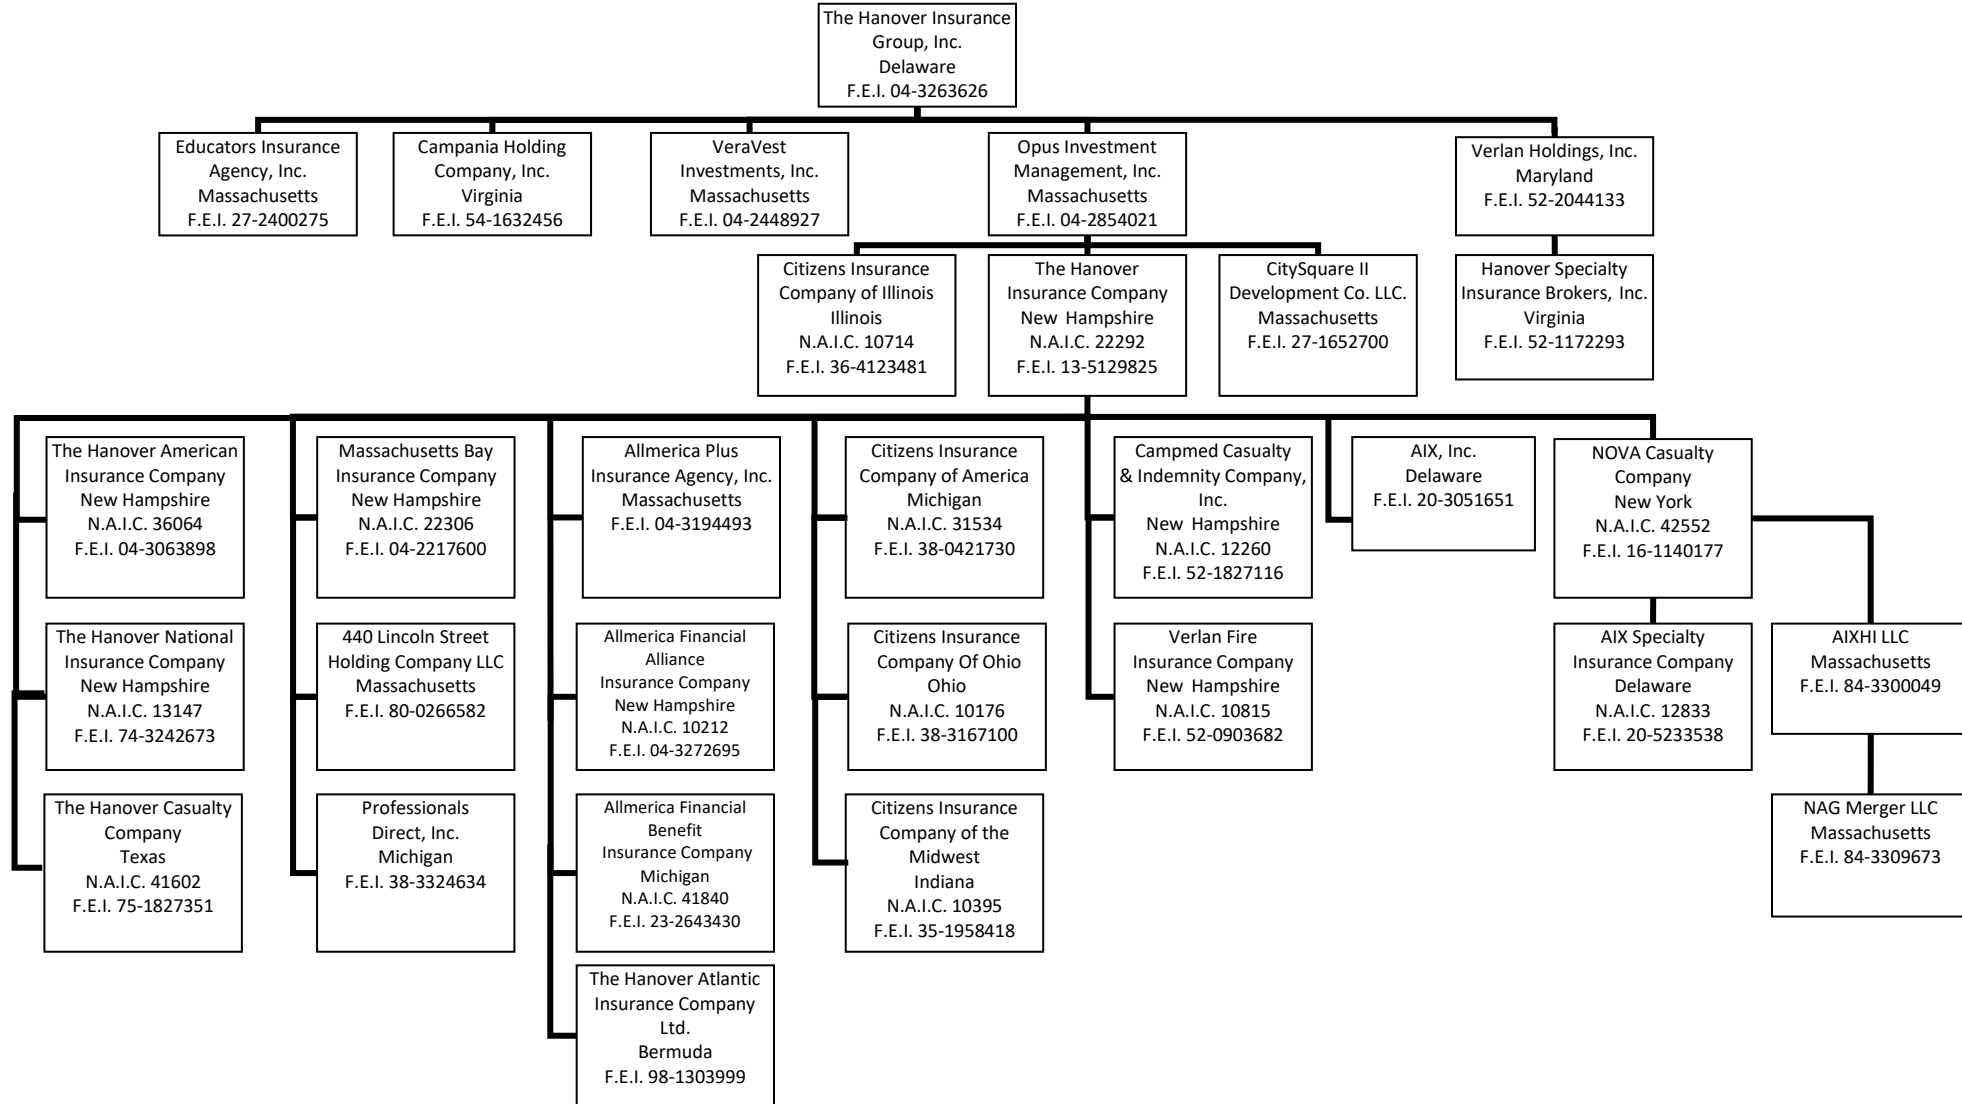 The Hanover Insurance
Group, Inc.
Delaware
F.E.I. 04-3263626
Educators Insurance
Agency, Inc.
Massachusetts
F.E.I. 27-2400275
Campania Holding
Company, Inc.
Virginia
F.E.I. 54-1632456
VeraVest
Investments, Inc.
Massachusetts
F.E.I. 04-2448927
Opus Investment
Management, Inc.
Massachusetts
F.E.I. 04-2854021
Verlan Holdings, Inc.
Maryland
F.E.I. 52-2044133
Citizens Insurance
Company of Illinois
Illinois
N.A.I.C. 10714
F.E.I. 36-4123481
The Hanover
Insurance Company
New Hampshire
N.A.I.C. 22292
F.E.I. 13-5129825
CitySquare II
Development Co. LLC.
Massachusetts
F.E.I. 27-1652700
Hanover Specialty
Insurance Brokers, Inc.
Virginia
F.E.I. 52-1172293
The Hanover American
Insurance Company
New Hampshire
N.A.I.C. 36064
F.E.I. 04-3063898
Massachusetts Bay
Insurance Company
New Hampshire
N.A.I.C. 22306
F.E.I. 04-2217600
Allmerica Plus
Insurance Agency, Inc.
Massachusetts
F.E.I. 04-3194493
Citizens Insurance
Company of America
Michigan
N.A.I.C. 31534
F.E.I. 38-0421730
Campmed Casualty
& Indemnity Company,
Inc.
New Hampshire
N.A.I.C. 12260
F.E.I. 52-1827116
AIX, Inc.
Delaware
F.E.I. 20-3051651
NOVA Casualty
Company
New York
N.A.I.C. 42552
F.E.I. 16-1140177
The Hanover National
Insurance Company
New Hampshire
N.A.I.C. 13147
F.E.I. 74-3242673
440 Lincoln Street
Holding Company LLC
Massachusetts
F.E.I. 80-0266582
Allmerica Financial
Alliance
Insurance Company
New Hampshire
N.A.I.C. 10212
F.E.I. 04-3272695
Citizens Insurance
Company Of Ohio
Ohio
N.A.I.C. 10176
F.E.I. 38-3167100
Verlan Fire
Insurance Company
New Hampshire
N.A.I.C. 10815
F.E.I. 52-0903682
AIX Specialty
Insurance Company
Delaware
N.A.I.C. 12833
F.E.I. 20-5233538
AIXHI LLC
Massachusetts
F.E.I. 84-3300049
The Hanover Casualty
Company
Texas
N.A.I.C. 41602
F.E.I. 75-1827351
Professionals
Direct, Inc.
Michigan
F.E.I. 38-3324634
Allmerica Financial
Benefit
Insurance Company
Michigan
N.A.I.C. 41840
F.E.I. 23-2643430
Citizens Insurance
Company of the
Midwest
Indiana
N.A.I.C. 10395
F.E.I. 35-1958418
NAG Merger LLC
Massachusetts
F.E.I. 84-3309673
The Hanover Atlantic
Insurance Company
Ltd.
Bermuda
F.E.I. 98-1303999